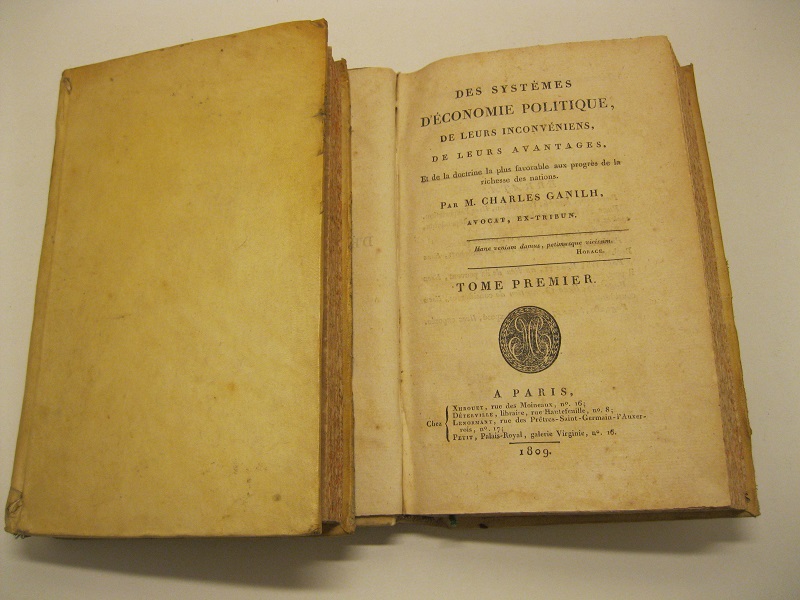 DES SYSTÈMES
D'ÉCONOMIE POLITIQUE,
DE LEURS INCONVÉNIENS,
DE LEURS AVANTAGES,
Et de la doctrine la plus favorable aux progrès de la
richesse des nations.
PAR M. CHARLES GANILH,
AVOCAT, EX-TRIBUN.
Hanc veniam damus, petimusque vicissim.
HORACE.
TOME PREMIER.
A PARIS,
Chez
XHROUET, rue des Moineaux, nº. 16;
DÉTERVILLE, libraire, rue Hautefeuille, nº. 8;
LENORMANT, rue des Prêtres-Saint-Germain-l'Auxer-
rois, nº. 17;
PETIT, Palais-Royal, galerie Virginie, nº. 16.
1809.